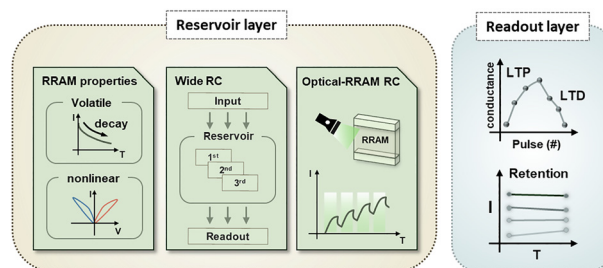 Reservoir layer
RRAM properties
Volatile
I
decay
T
nonlinear
I
V
Wide RC
Input
Reservoir
1st
2nd
3rd
Readout
Optical-RRAM RC
RRAM
I
T
Readout layer
conductance
LTP
LTD
Pulse (#)
Retention
I
T